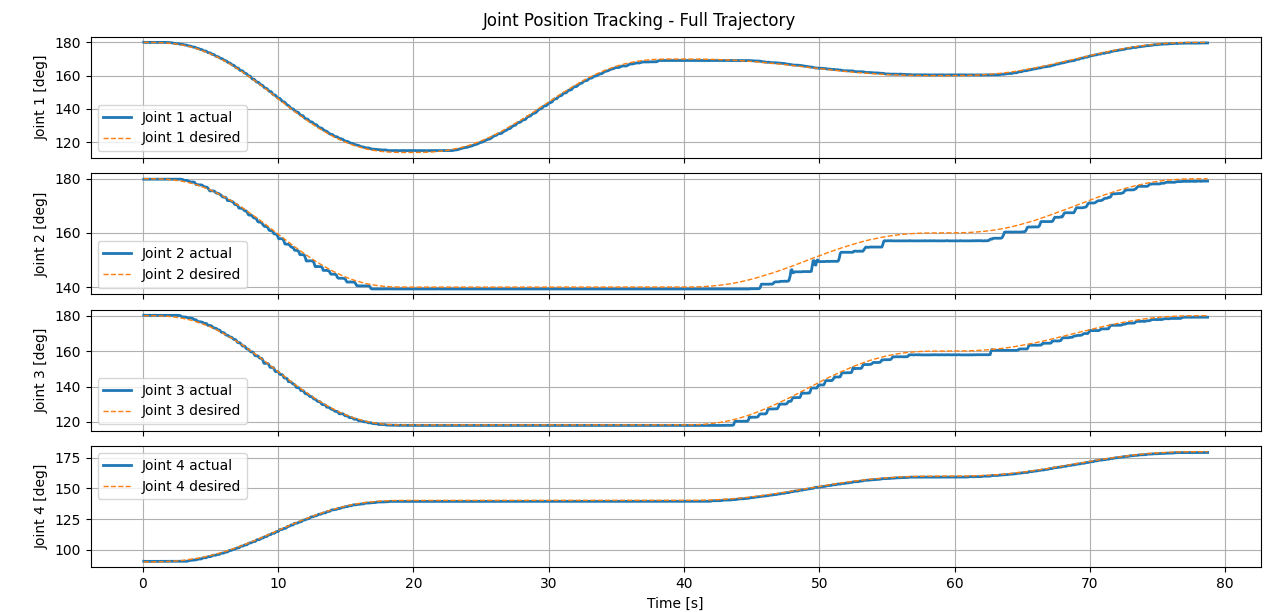 Joint Position Tracking - Full Trajectory
180
160
140
120
Joint 1 [deg]
Joint 1 actual
Joint 1 desired
180
160
140
Joint 2 [deg]
Joint 2 actual
Joint 2 desired
180
160
140
120
Joint 3 [deg]
Joint 3 actual
Joint 3 desired
175
150
125
100
Joint 4 [deg]
Joint 4 actual
Joint 4 desired
0 10 20 30 40 50 60 70 80
Time [s]